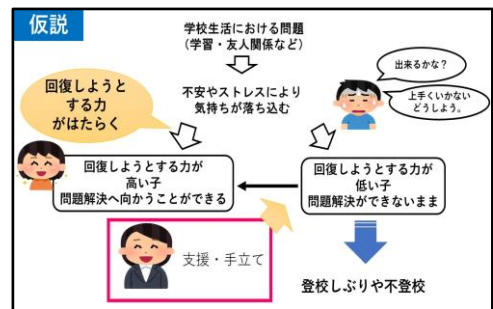 仮説
学校生活における問題
（学習・友人関係など）
不安やストレスにより
気持ちが落ち込む
出来るかな？
上手くいかない
どうしよう。
回復しようと
する力
がはたらく
回復しようとする力が
高い子
問題解決へ向かうことができる
回復しようとする力が
低い子
問題解決ができないまま
支援・手立て
登校しぶりや不登校